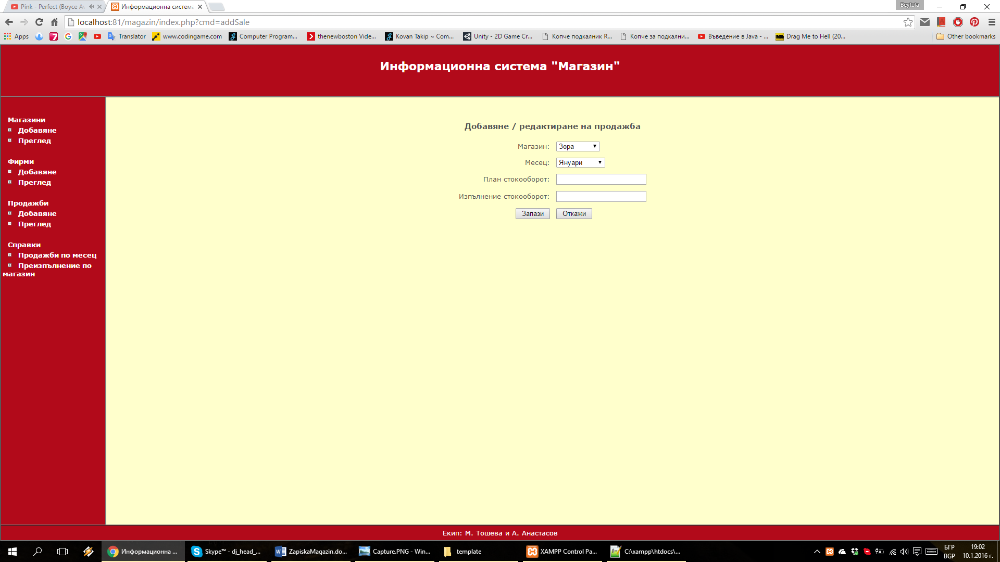 Pink - Perfect (Boyce Av
Информационна система
Beytula
localhost:81/magazin/index.php?cmd=addSale
Apps
Translator
www.codingame.com
Computer Program...
thenewboston Vide...
Kovan Takip ~ Com...
Unity - 2D Game Cr...
Копче подкалник R...
Копче за подкални...
Въведение в Java - ...
Drag Me to Hell (20...
Other bookmarks
Информационна система "Магазин"
Магазини
Добавяне
Преглед
Фирми
Добавяне
Преглед
Продажби
Добавяне
Преглед
Справки
Продажби по месец
Преизпълнение по
магазин
Добавяне / редактиране на продажба
Магазин: Зора
Месец: Януари
План стокооборот:
Изпълнение стокооборот:
Запази Откажи
Екип: М. Тошева и А. Анастасов
Информационна ...
Skype™ - dj_head_...
ZapiskaMagazin.do...
Capture.PNG - Win...
template
XAMPP Control Pa...
C:\xampp\htdocs\...
БГР
BGP
19:02
10.1.2016 г.